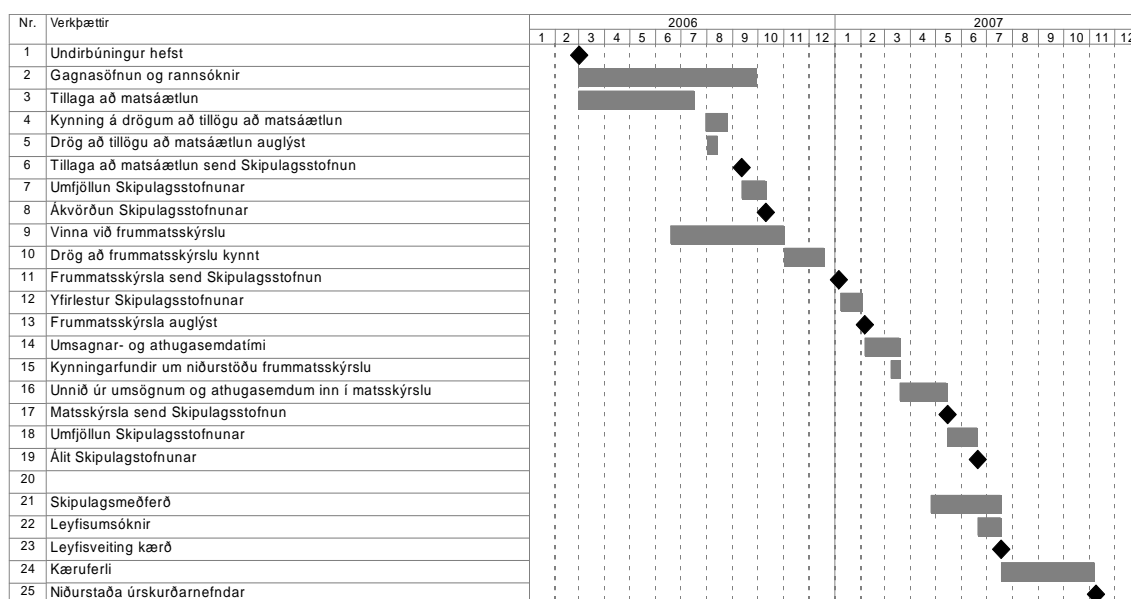 Nr. Verkþættir 2006 2007
1 2 3 4 5 6 7 8 9 10 11 12 1 2 3 4 5 6 7 8 9 10 11 12
1 Undirbúningur hefst
2 Gagnasöfnun og rannsóknir
3 Tillaga að matsáætlun
4 Kynning á drögum að tillögu að matsáætlun
5 Drög að tillögu að matsáætlun auglýst
6 Tillaga að matsáætlun send Skipulagsstofnun
7 Umfjöllun Skipulagsstofnunar
8 Ákvörðun Skipulagsstofnunar
9 Vinna við frummatsskýrslu
10 Drög að frummatsskýrslu kynnt
11 Frummatsskýrsla send Skipulagsstofnun
12 Yfirlestur Skipulagsstofnunar
13 Frummatsskýrsla auglýst
14 Umsagnar- og athugasemdatími
15 Kynningarfundir um niðurstöðu frummatsskýrslu
16 Unnið úr umsögnum og athugasemdum inn í matsskýrslu
17 Matsskýrsla send Skipulagsstofnun
18 Umfjöllun Skipulagsstofnunar
19 Álit Skipulagstofnunar
20
21 Skipulagsmeðferð
22 Leyfisumsóknir
23 Leyfisveiting kærð
24 Kæruferli
25 Niðurstaða úrskurðarnefndar